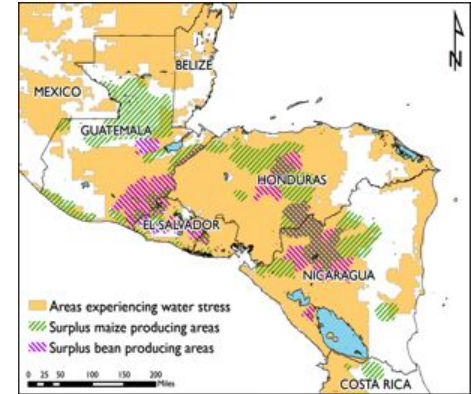 N
BELIZE
MEXICO
GUATEMALA
HONDURAS
EL SALVADOR
NICARAGUA
Areas experiencing water stress
Surplus maize producing areas
Surplus bean producing areas
0 25 50 100 150 200
Miles
COSTA RICA